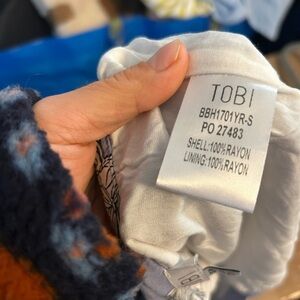 TOBI
BBH1701YR-S
PO 27483
SHELL:100%RAYON
LINING:100%RAYON